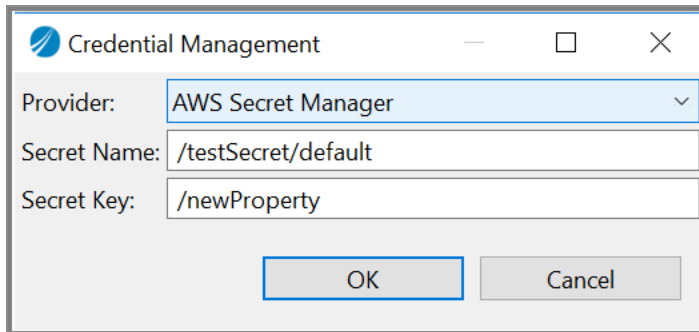 Credential Management
Provider: AWS Secret Manager
Secret Name: /testSecret/default
Secret Key: /newProperty
OK Cancel